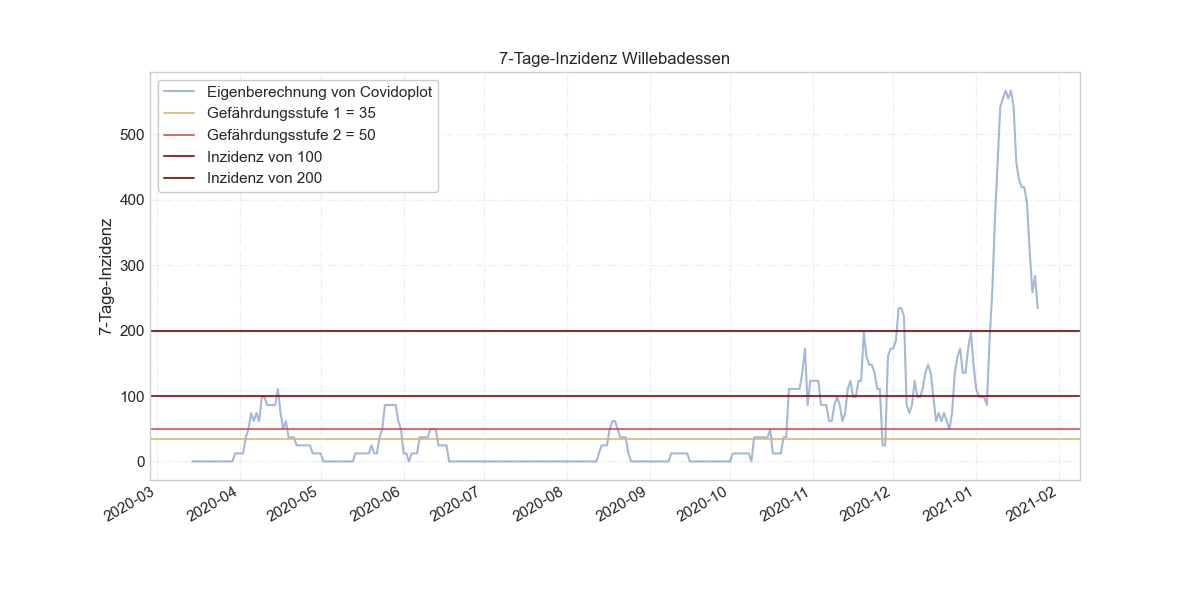 7-Tage-Inzidenz Willebadessen
Eigenberechnung von Covidoplot
Gefährdungsstufe 1 = 35
Gefährdungsstufe 2 = 50
Inzidenz von 100
Inzidenz von 200
7-Tage-Inzidenz
500
400
300
200
100
0
2020-03
2020-04
2020-05
2020-06
2020-07
2020-08
2020-09
2020-10
2020-11
2020-12
2021-01
2021-02